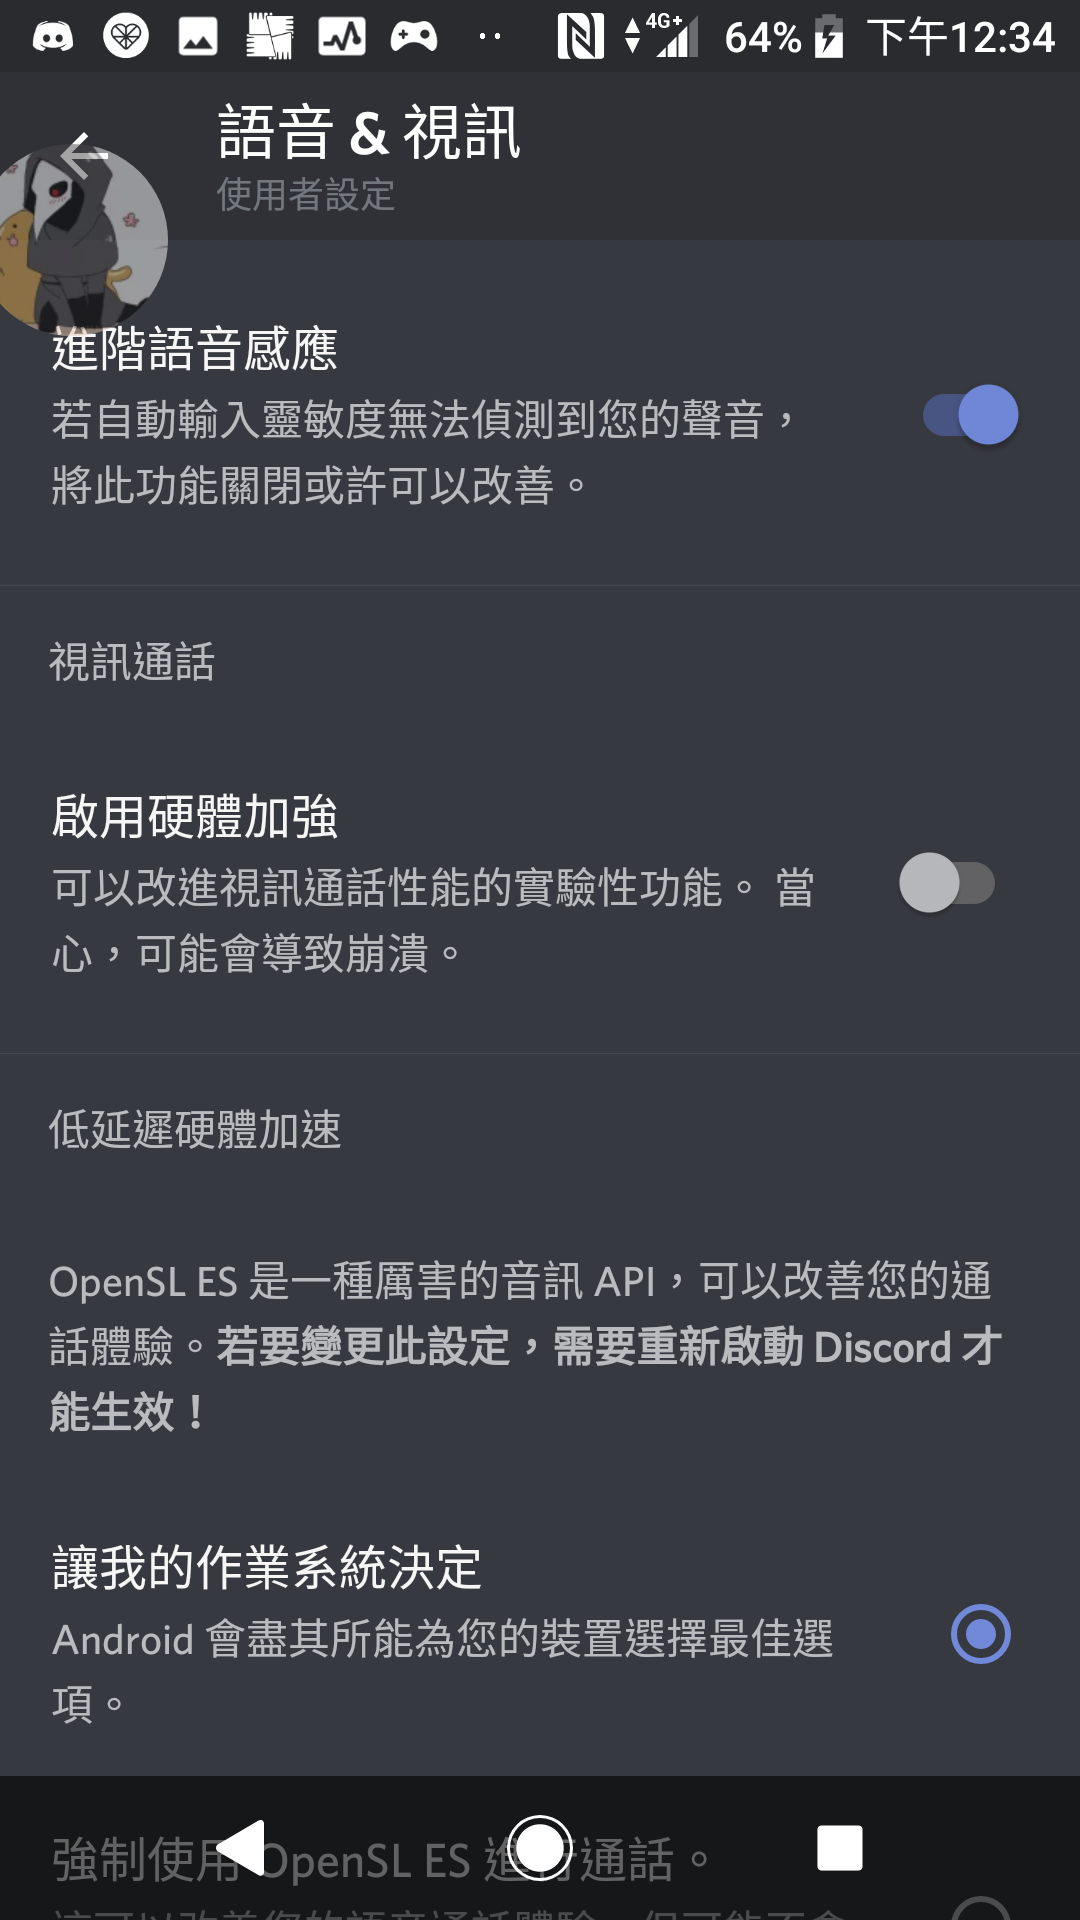 64% 下午12:34
4G+
語音 & 視訊
使用者設定
進階語音感應
若自動輸入靈敏度無法偵測到您的聲音，
將此功能關閉或許可以改善。
視訊通話
啟用硬體加強
可以改進視訊通話性能的實驗性功能。 當
心，可能會導致崩潰。
低延遲硬體加速
OpenSL ES 是一種厲害的音訊 API，可以改善您的通
話體驗。若要變更此設定，需要重新啟動 Discord 才
能生效！
讓我的作業系統決定
Android 會盡其所能為您的裝置選擇最佳選
項。
強制使用 OpenSL ES 進行通話。